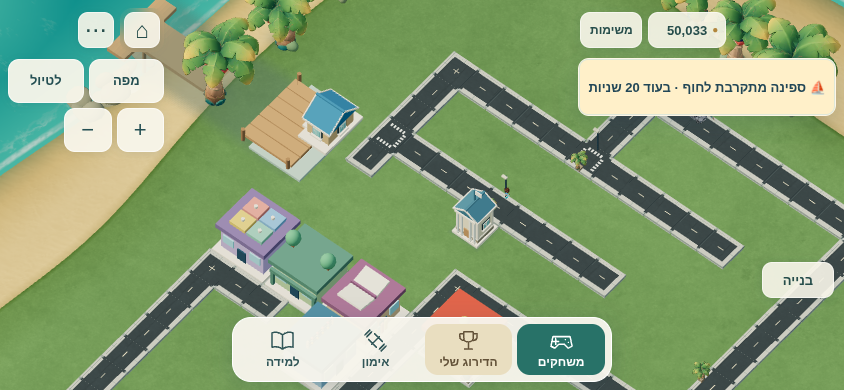 50,033
משימות
ספינה מתקרבת לחוף · בעוד 20 שניות
מפה
לטיול
+
−
בנייה
משחקים
הדירוג שלי
אימון
למידה